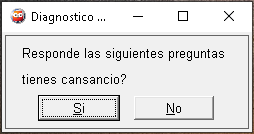 Diagnostico ...
Responde las siguientes preguntas
tienes cansancio?
Si
No